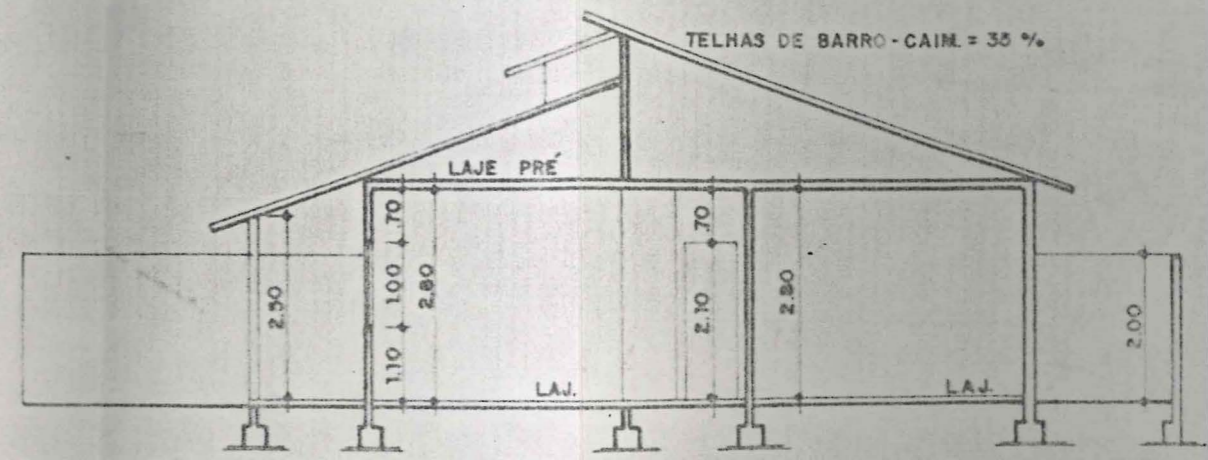 TELHAS DE BARRO - CAIM. = 35 %
LAJE PRÉ
.70
.70
2.50
1.00
2.80
2.10
2.80
2.00
1.10
LAJ.
LAJ.